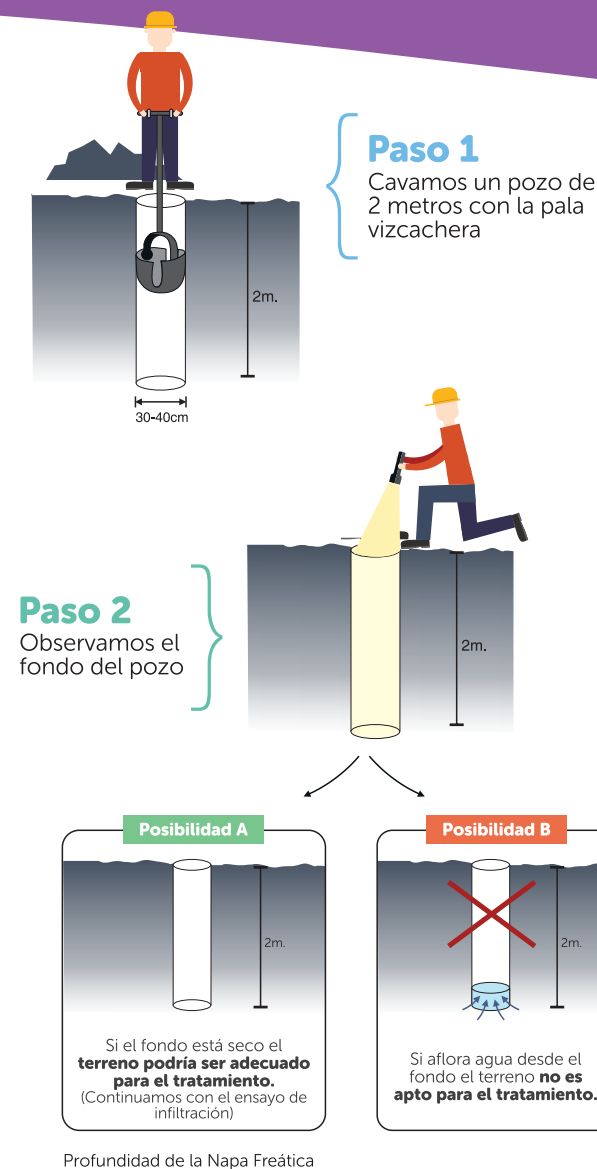 Paso 1
Cavamos un pozo de
2 metros con la pala
vizcachera
2m.
30-40cm
Paso 2
Observamos el
fondo del pozo
2m.
Posibilidad A
2m.
Si el fondo está seco el
terreno podría ser adecuado
para el tratamiento.
(Continuamos con el ensayo de
infiltración)
Posibilidad B
2m.
Si aflora agua desde el
fondo el terreno no es
apto para el tratamiento.
Profundidad de la Napa Freática